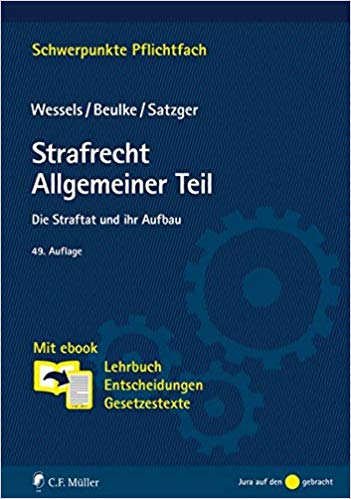 Schwerpunkte Pflichtfach
Wessels/Beulke/Satzger
Strafrecht
Allgemeiner Teil
Die Straftat und ihr Aufbau
49. Auflage
Mit ebook
Lehrbuch
Entscheidungen
Gesetzestexte
C.F. Müller
Jura auf den gebracht